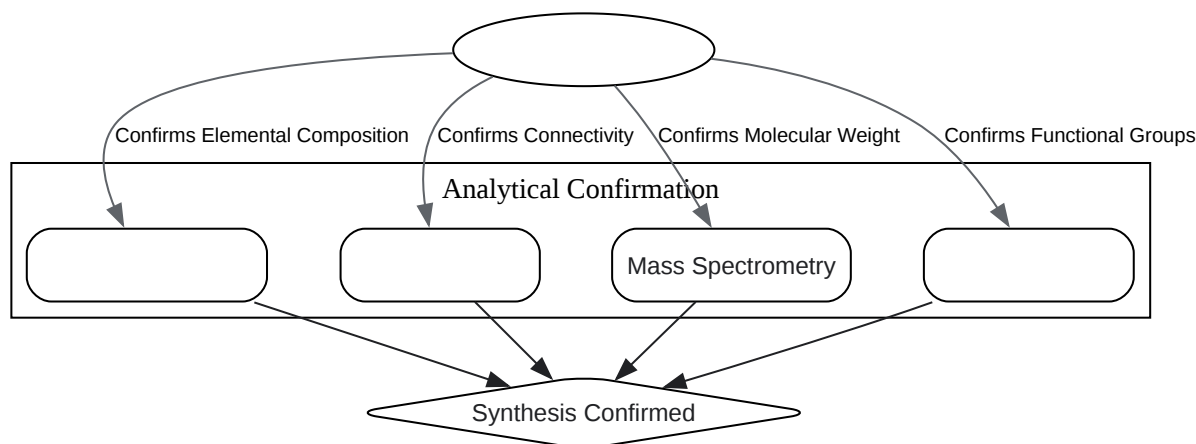 Confirms Elemental Composition
Confirms Connectivity
Confirms Molecular Weight
Confirms Functional Groups
Analytical Confirmation
Mass Spectrometry
Synthesis Confirmed